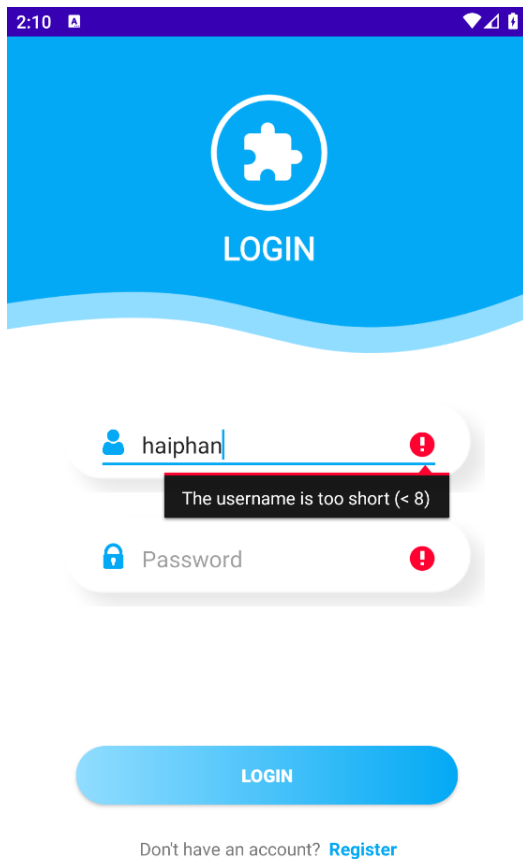 2:10 A
LOGIN
haiphan
The username is too short (< 8)
Password
LOGIN
Don't have an account? Register